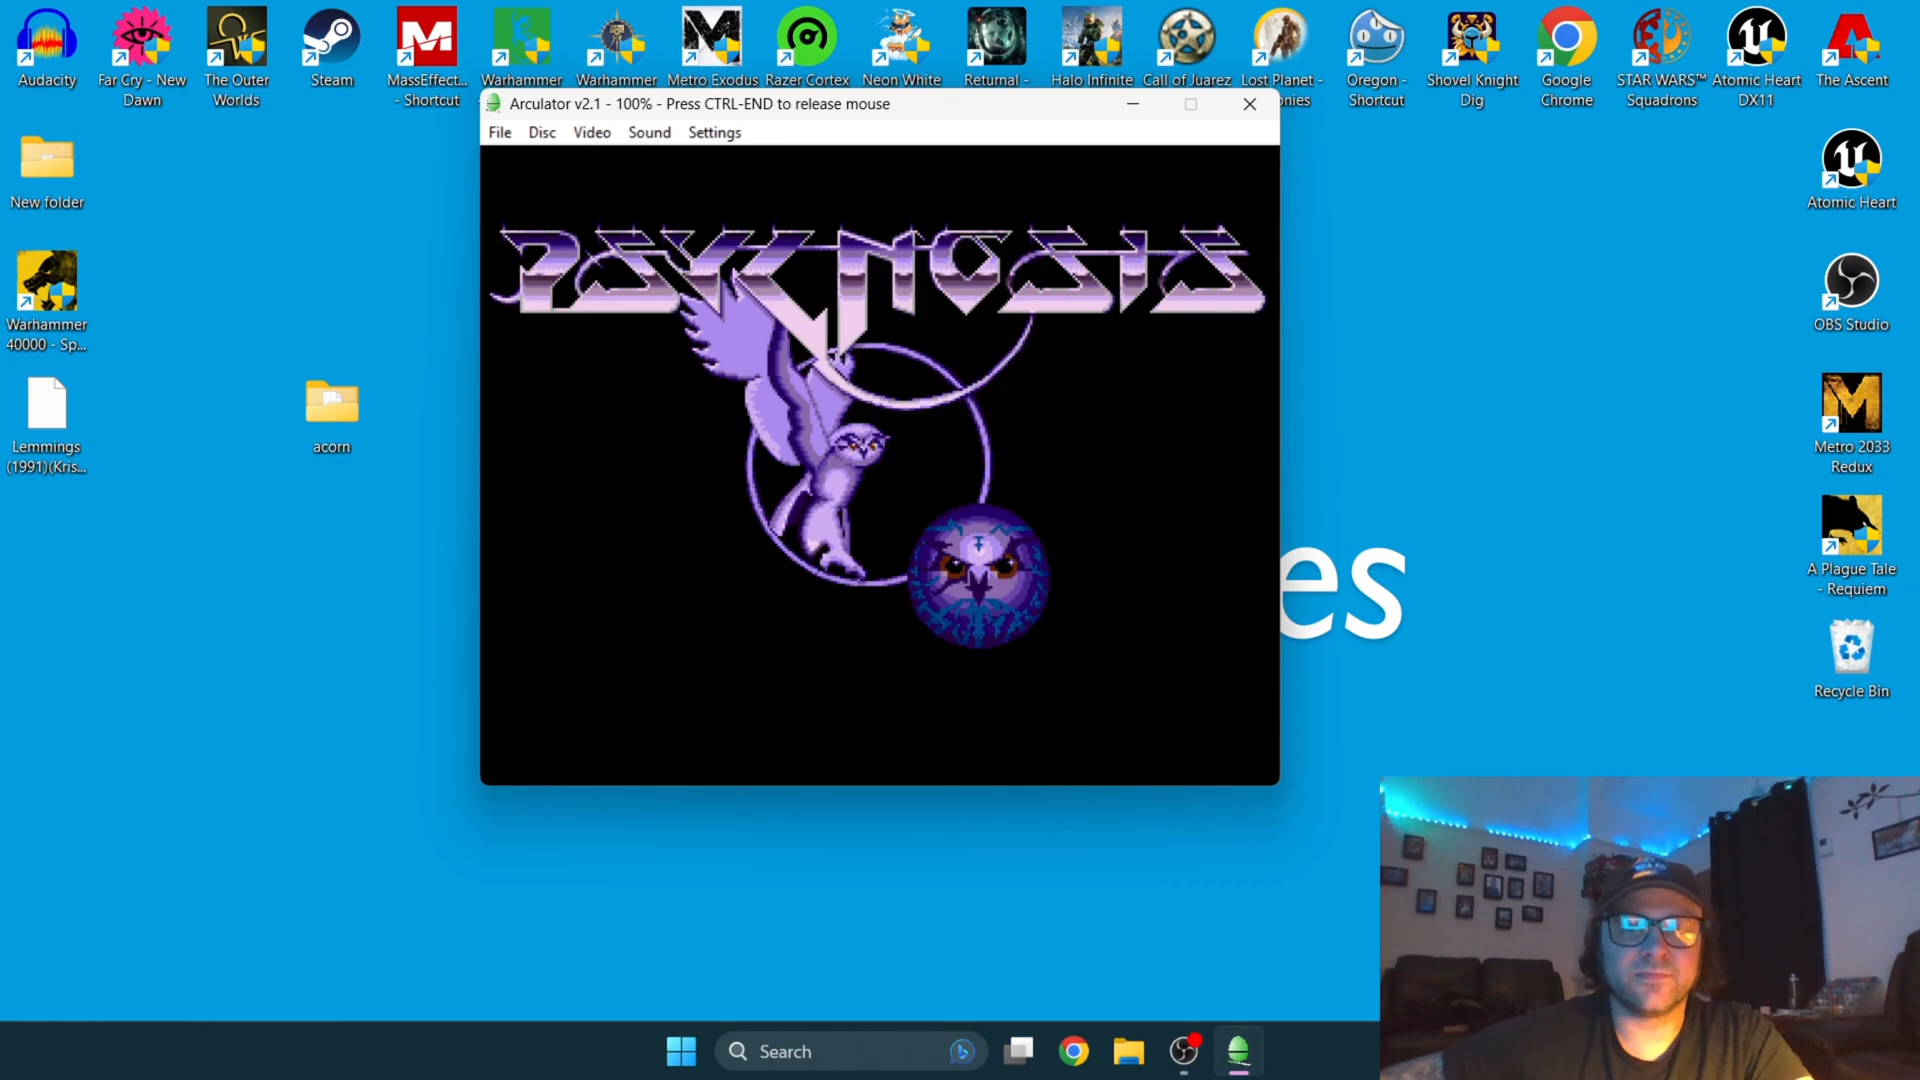 Audacity
Far Cry - New
Dawn
The Outer
Worlds
Steam
MassEffect...
- Shortcut
Warhammer
Warhammer
Metro Exodus
Razer Cortex
Neon White
Returnal -
Halo Infinite
Call of Juarez
Lost Planet -
onies
Oregon -
Shortcut
Shovel Knight
Dig
Google
Chrome
STAR WARS™
Squadrons
Atomic Heart
DX11
The Ascent
Arculator v2.1 - 100% - Press CTRL-END to release mouse
File Disc Video Sound Settings
PSYGNOSIS
New folder
Atomic Heart
Warhammer
40000 - Sp...
OBS Studio
Lemmings
(1991)(Kris...
acorn
Metro 2033
Redux
es
A Plague Tale
- Requiem
Recycle Bin
Search